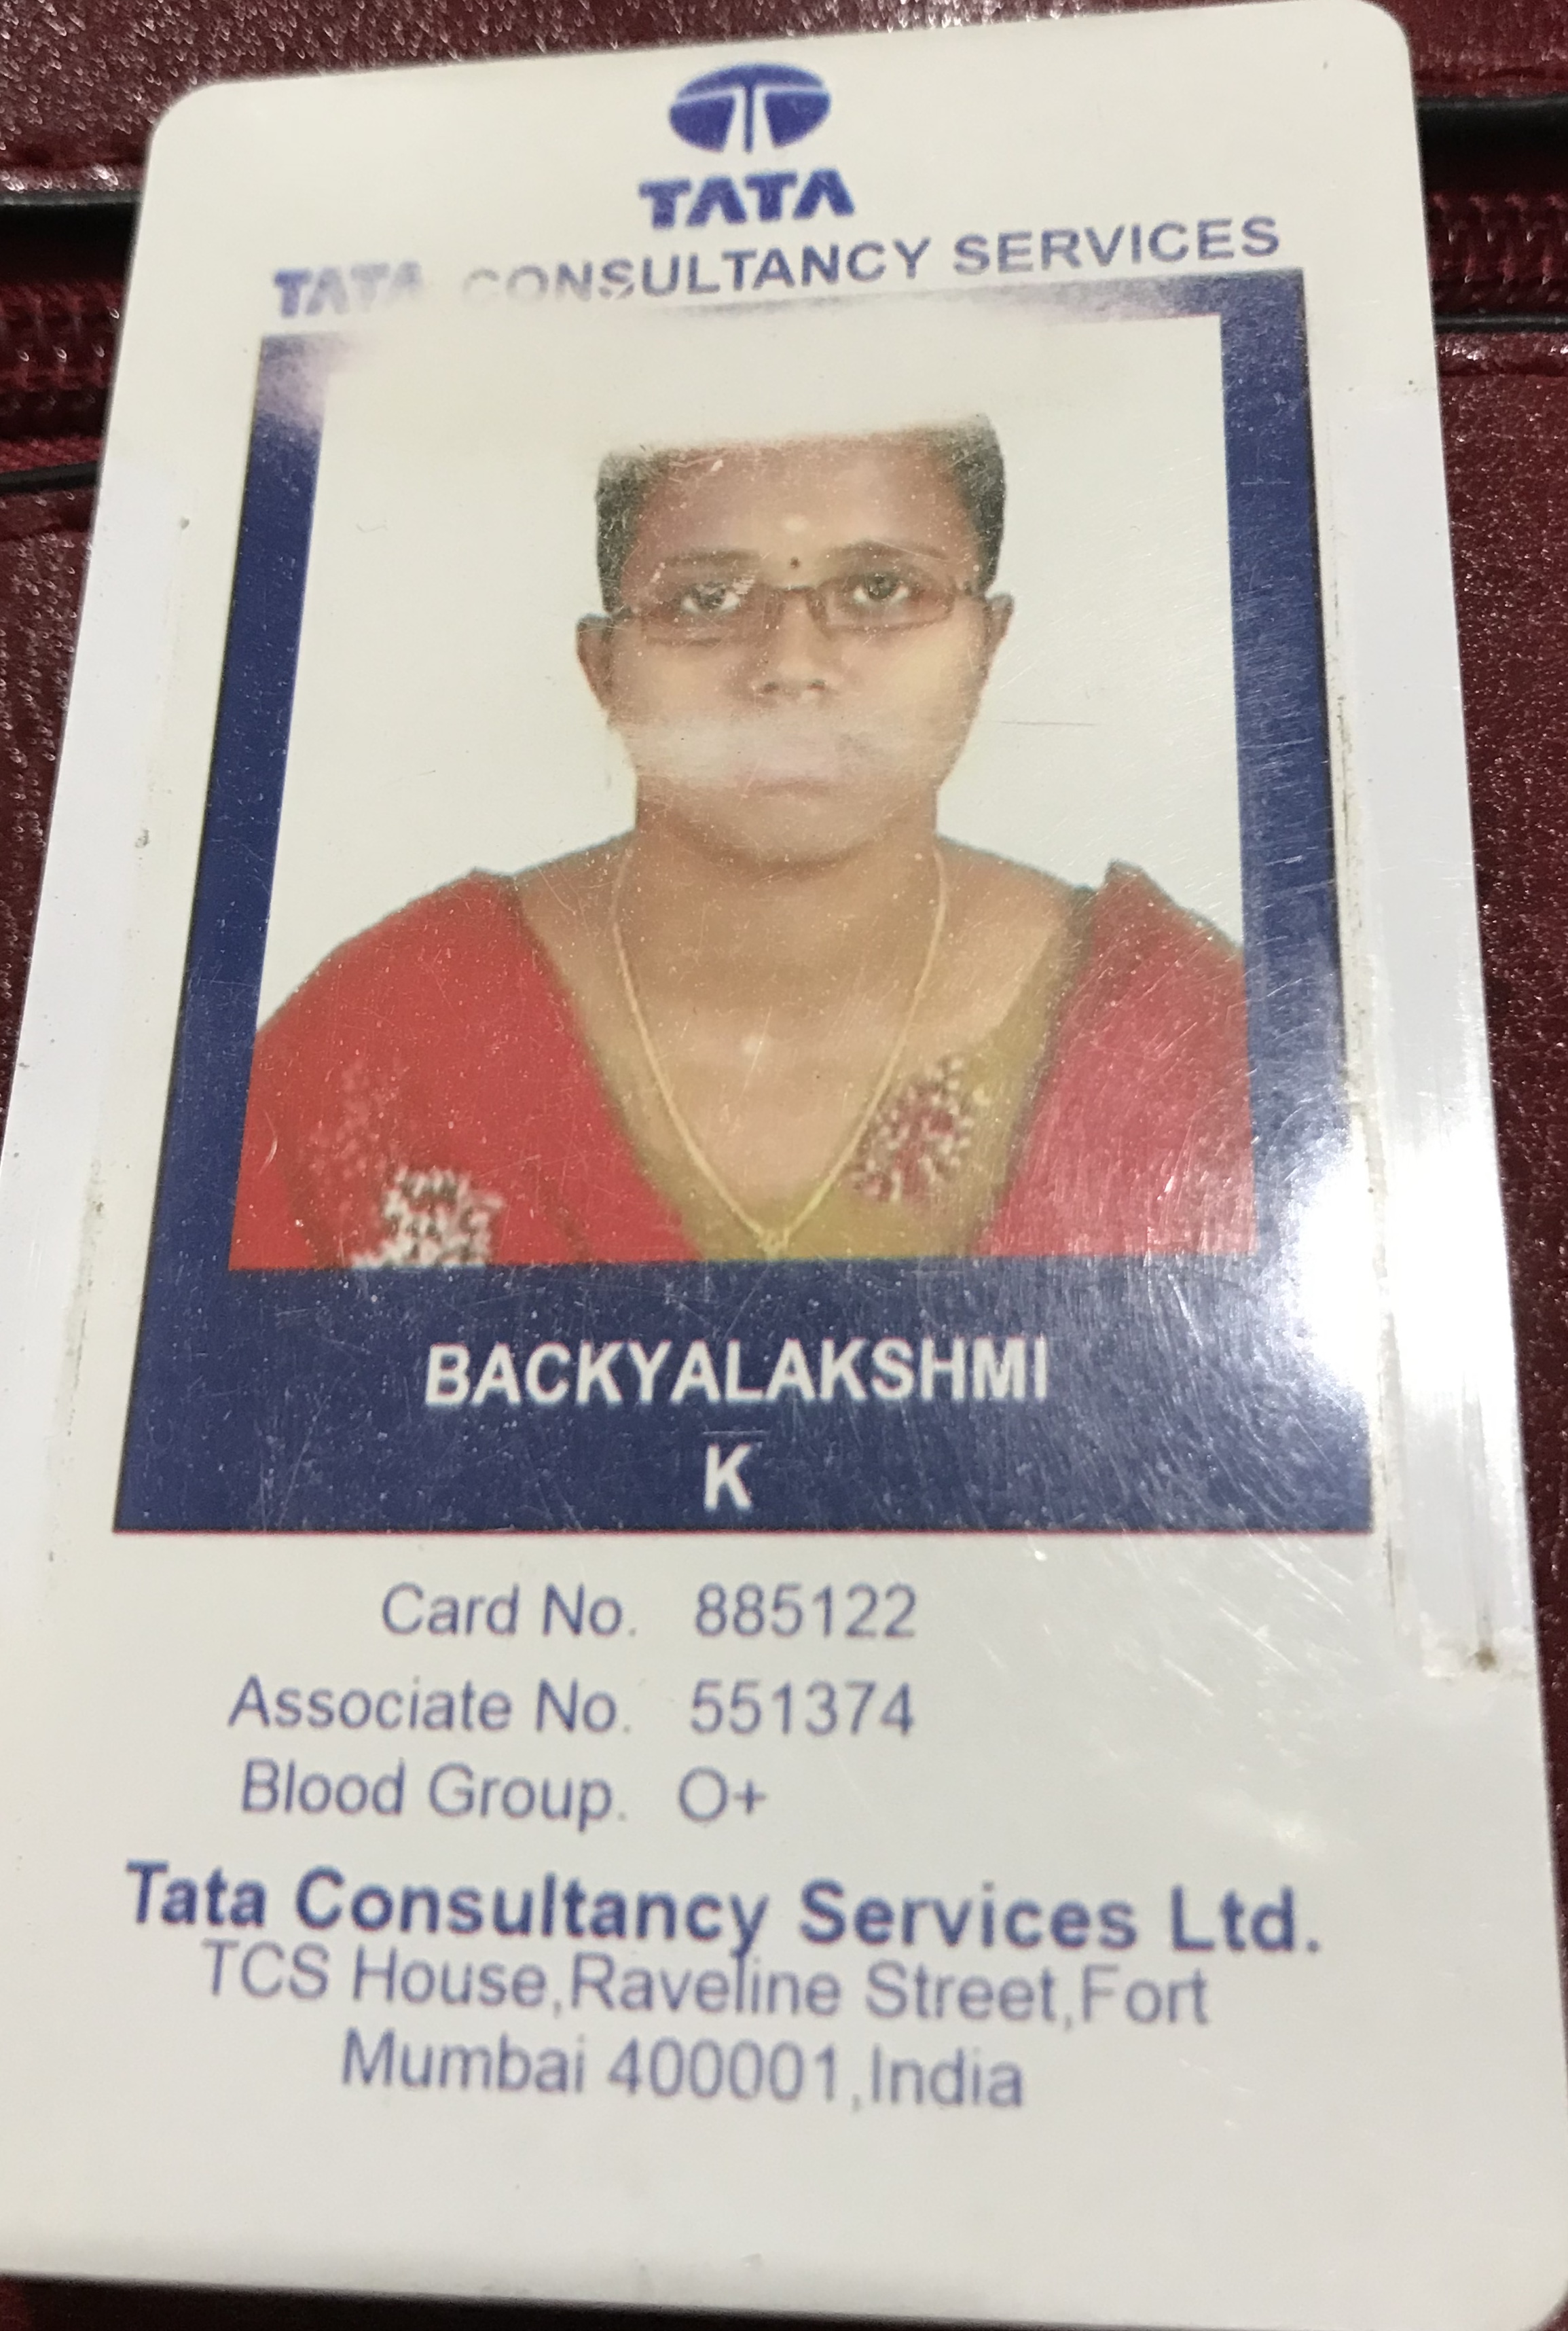 TATA
TATA CONSULTANCY SERVICES
BACKYALAKSHMI
K
Card No. 885122
Associate No. 551374
Blood Group. O+
Tata Consultancy Services Ltd.
TCS House,Raveline Street,Fort
Mumbai 400001,India